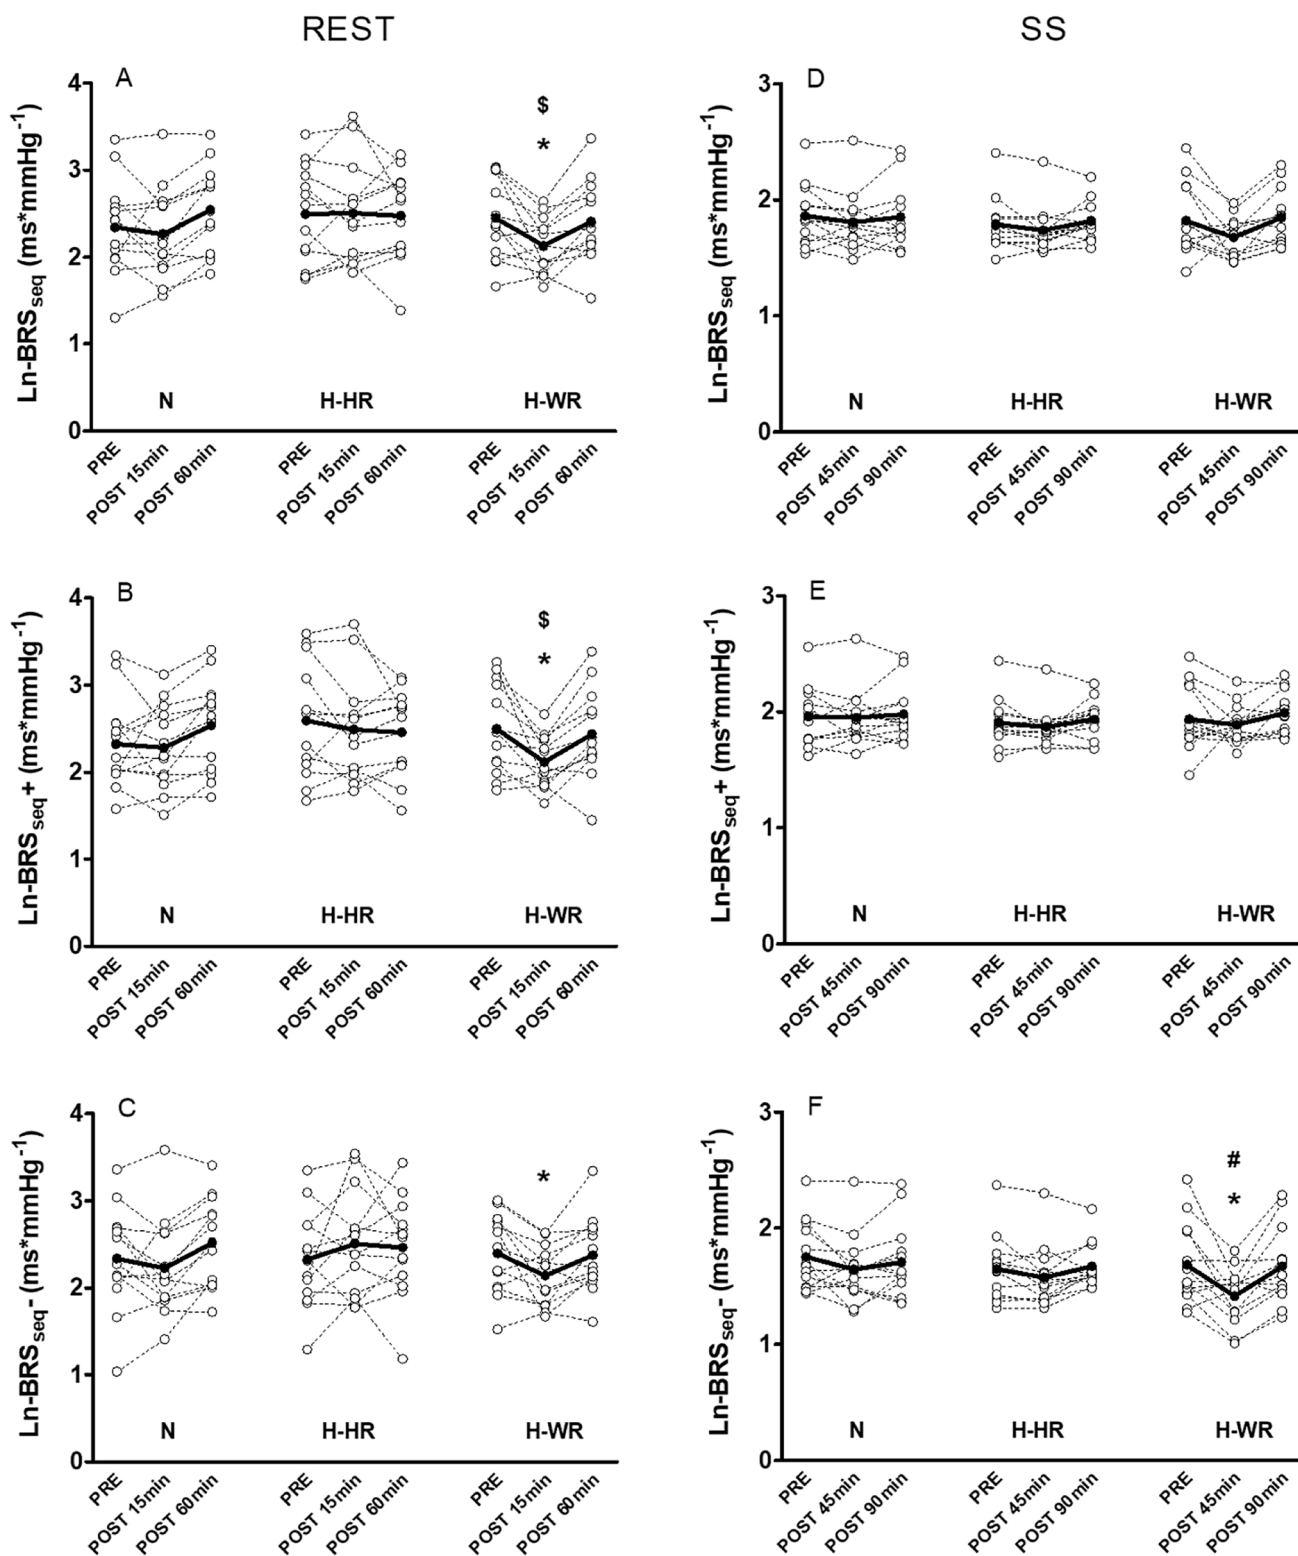 REST
SS
A
Ln-BRSseq (ms*mmHg-1)
4
3
2
1
0
$
*
N
H-HR
H-WR
PRE
POST 15min
POST 60min
PRE
POST 15min
POST 60min
PRE
POST 15min
POST 60min
D
Ln-BRSseq (ms*mmHg-1)
3
2
1
0
N
H-HR
H-WR
PRE
POST 45min
POST 90min
PRE
POST 45min
POST 90min
PRE
POST 45min
POST 90min
B
Ln-BRSseq+ (ms*mmHg-1)
4
3
2
1
0
$
*
N
H-HR
H-WR
PRE
POST 15min
POST 60min
PRE
POST 15min
POST 60min
PRE
POST 15min
POST 60min
E
Ln-BRSseq+ (ms*mmHg-1)
3
2
1
0
N
H-HR
H-WR
PRE
POST 45min
POST 90min
PRE
POST 45min
POST 90min
PRE
POST 45min
POST 90min
C
Ln-BRSseq- (ms*mmHg-1)
4
3
2
1
0
*
N
H-HR
H-WR
PRE
POST 15min
POST 60min
PRE
POST 15min
POST 60min
PRE
POST 15min
POST 60min
F
Ln-BRSseq- (ms*mmHg-1)
3
2
1
0
#
*
N
H-HR
H-WR
PRE
POST 45min
POST 90min
PRE
POST 45min
POST 90min
PRE
POST 45min
POST 90min